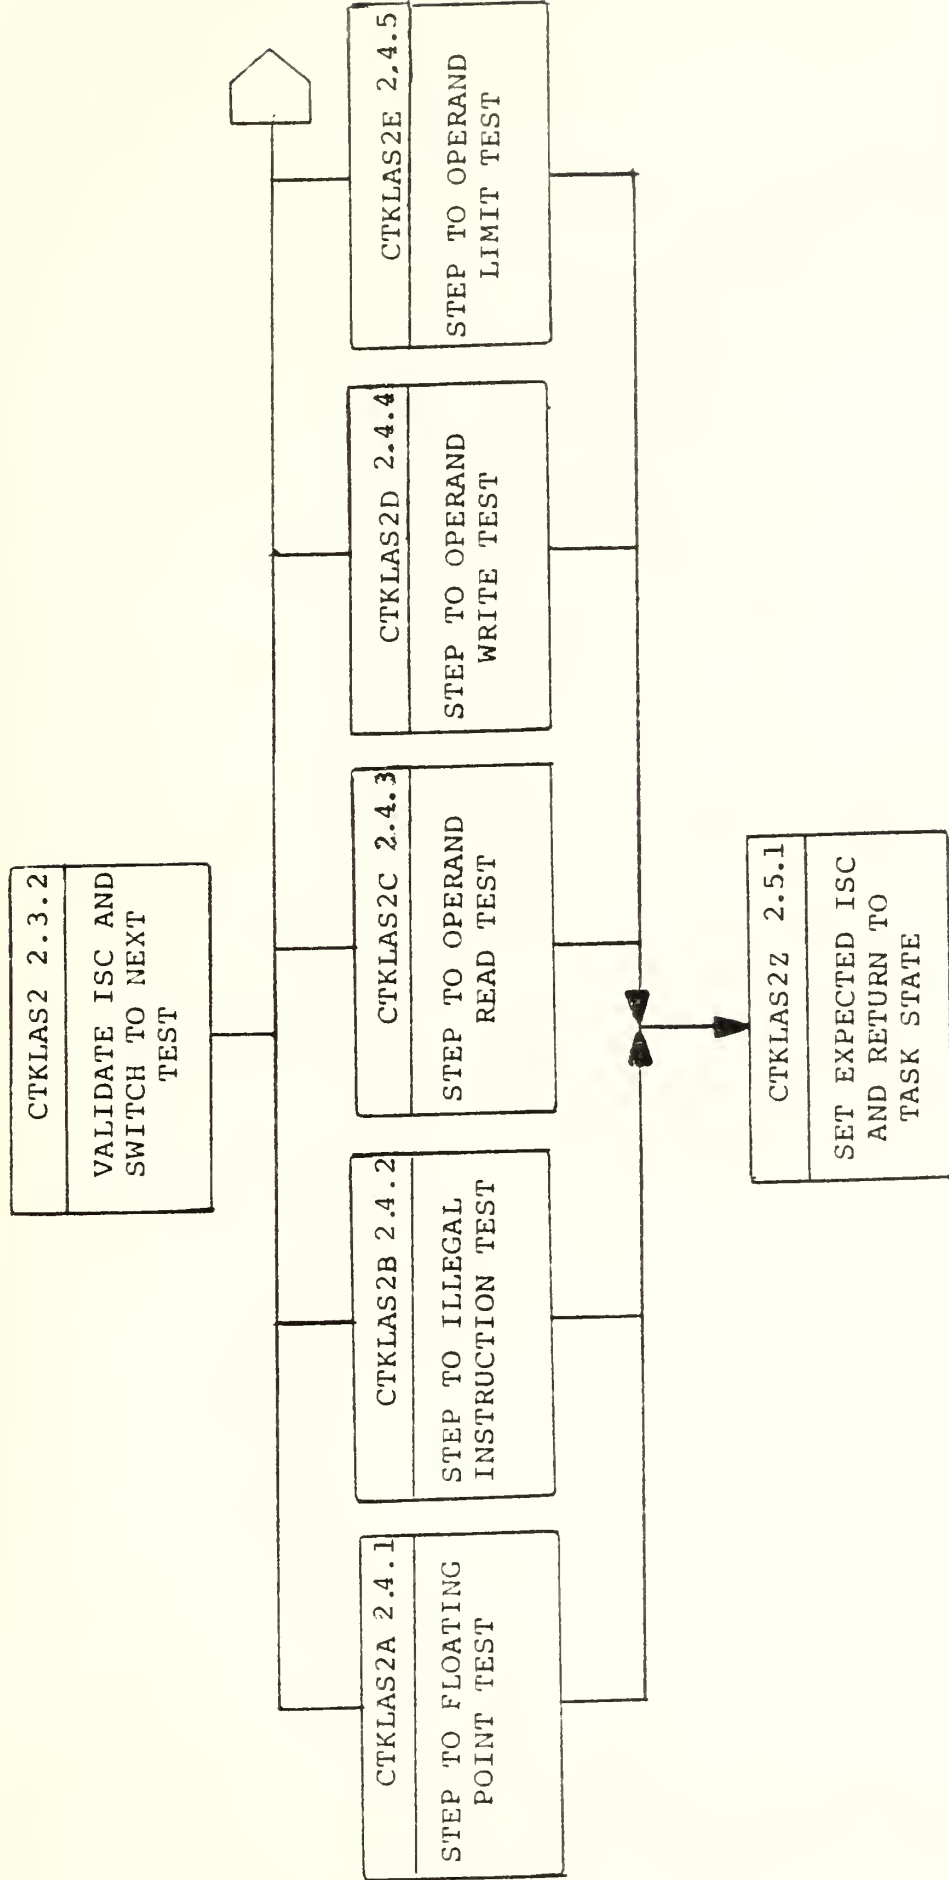 CTKLAS2 2.3.2
VALIDATE ISC AND
SWITCH TO NEXT
TEST
CTKLAS2A 2.4.1
STEP TO FLOATING
POINT TEST
CTKLAS2B 2.4.2
STEP TO ILLEGAL
INSTRUCTION TEST
CTKLAS2C 2.4.3
STEP TO OPERAND
READ TEST
CTKLAS2D 2.4.4
STEP TO OPERAND
WRITE TEST
CTKLAS2E 2.4.5
STEP TO OPERAND
LIMIT TEST
CTKLAS2Z 2.5.1
SET EXPECTED ISC
AND RETURN TO
TASK STATE